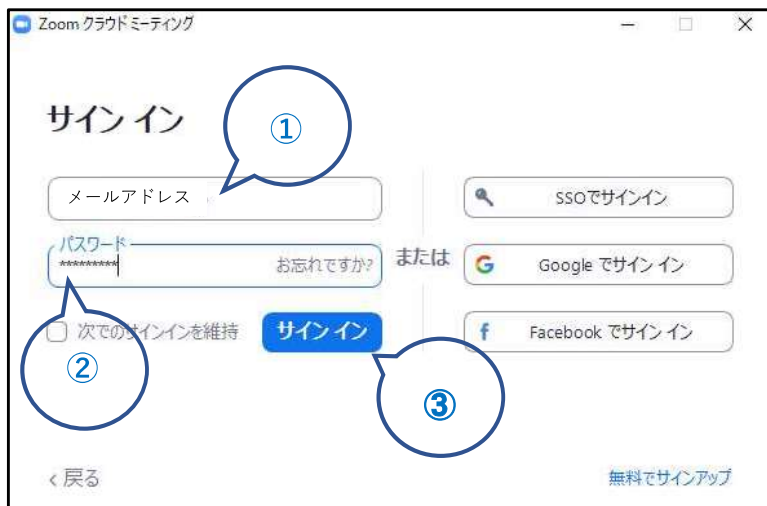 Zoom クラウドミーティング
サイン イン
①
メールアドレス
パスワード
*********
お忘れですか?
②
次でのサインインを維持
サイン イン
③
または
SSOでサインイン
Google でサイン イン
Facebook でサイン イン
< 戻る
無料でサインアップ